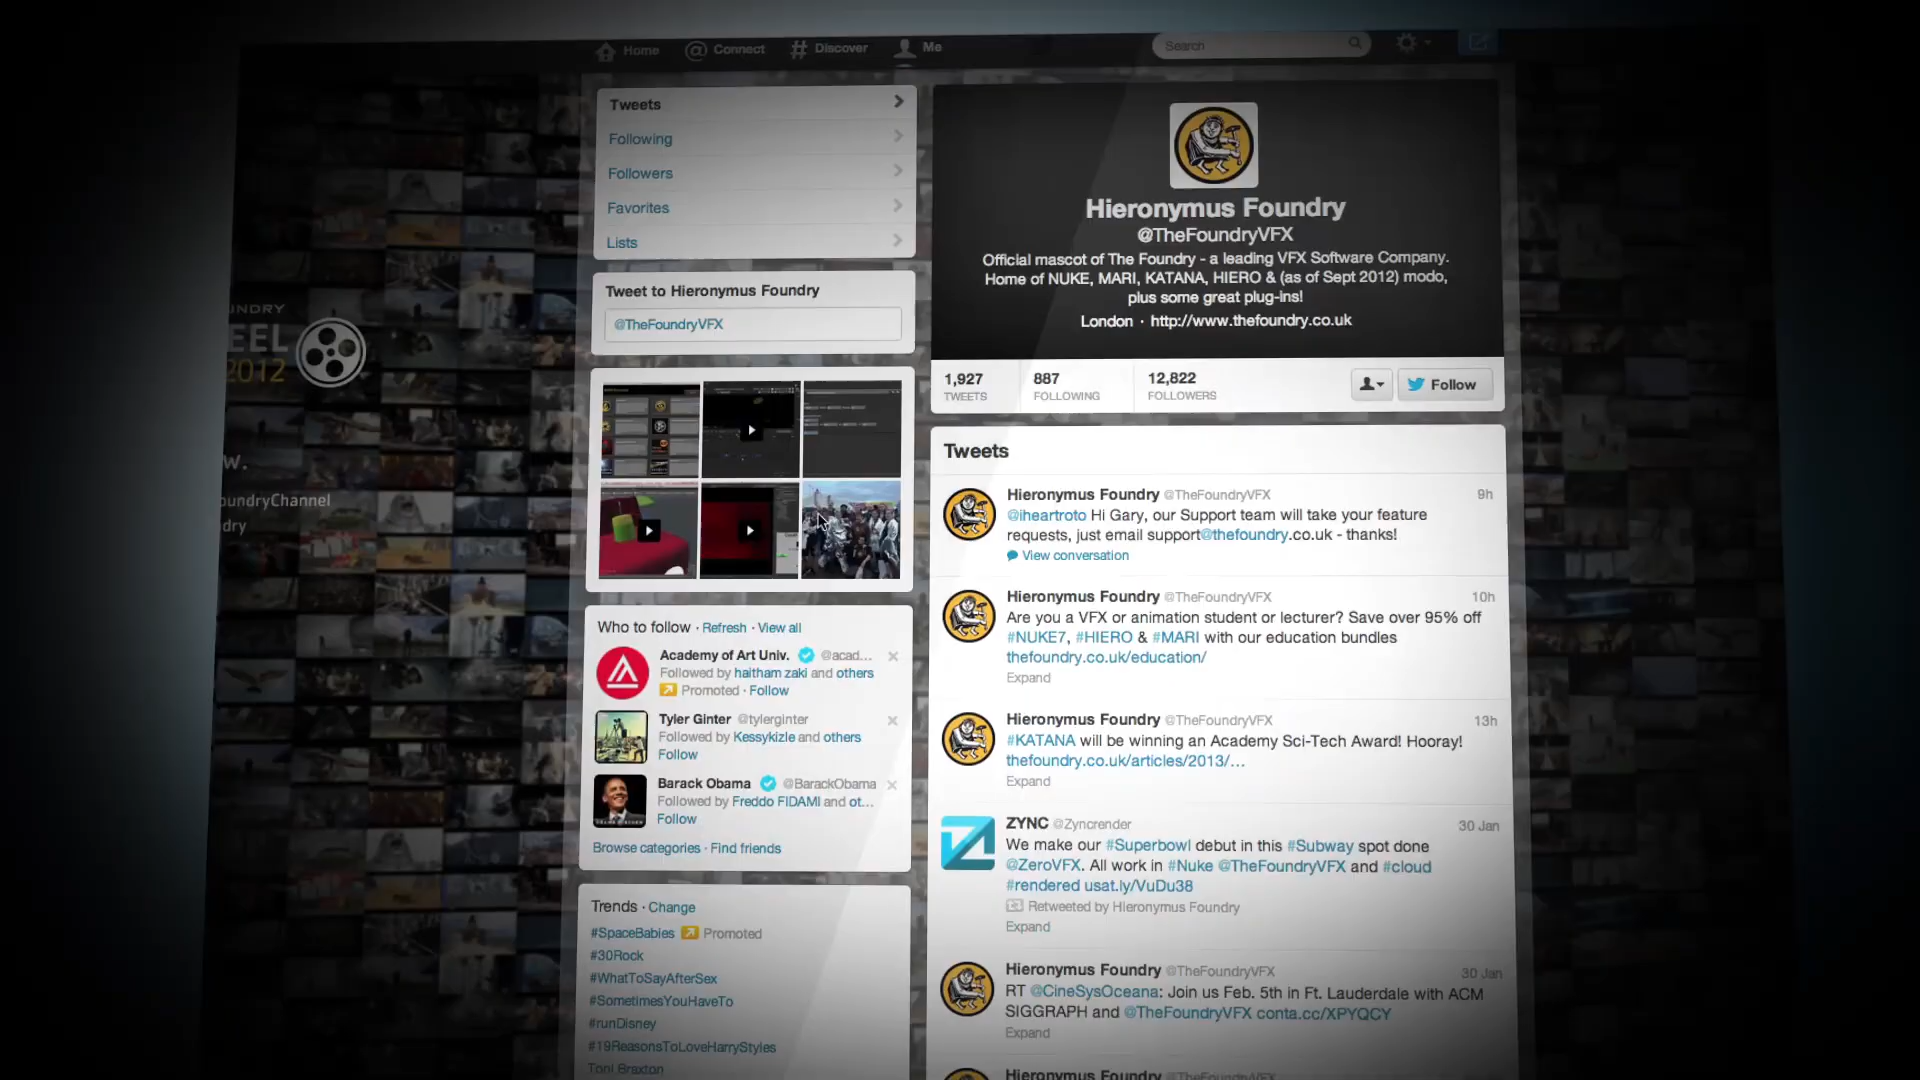 Home
Connect
Discover
Me
Search
Tweets
Following
Followers
Favorites
Lists
Tweet to Hieronymus Foundry
@TheFoundryVFX
Who to follow · Refresh · View all
Academy of Art Univ. @acad...
Followed by haitham zaki and others
Promoted · Follow
Tyler Ginter @tylerginter
Followed by Kessykizle and others
Follow
Barack Obama @BarackObama
Followed by Freddo FIDAMI and ot...
Follow
Browse categories · Find friends
Trends · Change
#SpaceBabies Promoted
#30Rock
#WhatToSayAfterSex
#SometimesYouHaveTo
#runDisney
#19ReasonsToLoveHarryStyles
Toni Braxton
Hieronymus Foundry
@TheFoundryVFX
Official mascot of The Foundry - a leading VFX Software Company.
Home of NUKE, MARI, KATANA, HIERO & (as of Sept 2012) modo,
plus some great plug-ins!
London · http://www.thefoundry.co.uk
1,927
TWEETS
887
FOLLOWING
12,822
FOLLOWERS
Follow
Tweets
Hieronymus Foundry @TheFoundryVFX 9h
@iheartroto Hi Gary, our Support team will take your feature
requests, just email support@thefoundry.co.uk - thanks!
View conversation
Hieronymus Foundry @TheFoundryVFX 10h
Are you a VFX or animation student or lecturer? Save over 95% off
#NUKE7, #HIERO & #MARI with our education bundles
thefoundry.co.uk/education/
Expand
Hieronymus Foundry @TheFoundryVFX 13h
#KATANA will be winning an Academy Sci-Tech Award! Hooray!
thefoundry.co.uk/articles/2013/...
Expand
ZYNC @Zyncrender 30 Jan
We make our #Superbowl debut in this #Subway spot done
@ZeroVFX. All work in #Nuke @TheFoundryVFX and #cloud
#rendered usat.ly/VuDu38
Retweeted by Hieronymus Foundry
Expand
Hieronymus Foundry @TheFoundryVFX 30 Jan
RT @CineSysOceana: Join us Feb. 5th in Ft. Lauderdale with ACM
SIGGRAPH and @TheFoundryVFX conta.cc/XPYQCY
Expand
Hieronymus Foundry @TheFoundryVFX
UNDRY
EEL
2012
w.
oundryChannel
dry